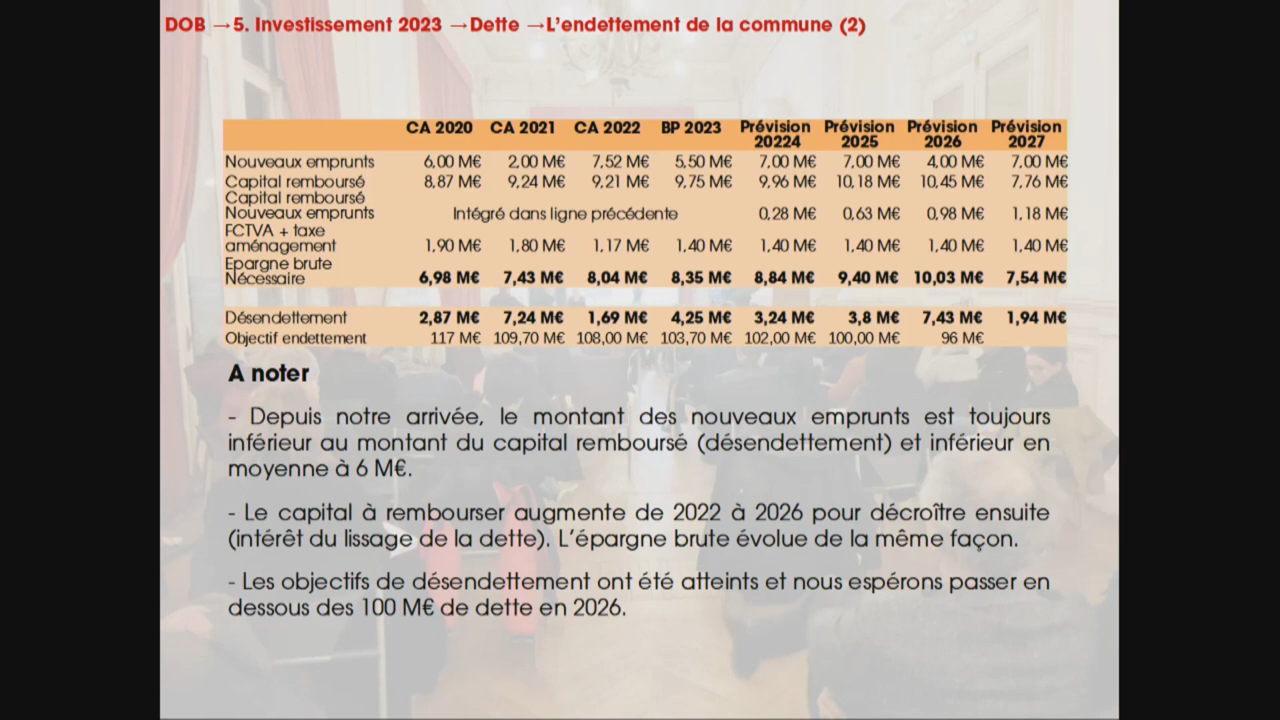 DOB →5. Investissement 2023 →Dette →L'endettement de la commune (2)
CA 2020 CA 2021 CA 2022 BP 2023 Prévision 20224 Prévision 2025 Prévision 2026 Prévision 2027
Nouveaux emprunts 6,00 M€ 2,00 M€ 7,52 M€ 5,50 M€ 7,00 M€ 7,00 M€ 4,00 M€ 7,00 M€
Capital remboursé 8,87 M€ 9,24 M€ 9,21 M€ 9,75 M€ 9,96 M€ 10,18 M€ 10,45 M€ 7,76 M€
Capital remboursé
Nouveaux emprunts Intégré dans ligne précédente 0,28 M€ 0,63 M€ 0,98 M€ 1,18 M€
FCTVA + taxe
aménagement 1,90 M€ 1,80 M€ 1,17 M€ 1,40 M€ 1,40 M€ 1,40 M€ 1,40 M€ 1,40 M€
Epargne brute
Nécessaire 6,98 M€ 7,43 M€ 8,04 M€ 8,35 M€ 8,84 M€ 9,40 M€ 10,03 M€ 7,54 M€
Désendettement 2,87 M€ 7,24 M€ 1,69 M€ 4,25 M€ 3,24 M€ 3,8 M€ 7,43 M€ 1,94 M€
Objectif endettement 117 M€ 109,70 M€ 108,00 M€ 103,70 M€ 102,00 M€ 100,00 M€ 96 M€
A noter
- Depuis notre arrivée, le montant des nouveaux emprunts est toujours
inférieur au montant du capital remboursé (désendettement) et inférieur en
moyenne à 6 M€.
- Le capital à rembourser augmente de 2022 à 2026 pour décroître ensuite
(intérêt du lissage de la dette). L'épargne brute évolue de la même façon.
- Les objectifs de désendettement ont été atteints et nous espérons passer en
dessous des 100 M€ de dette en 2026.